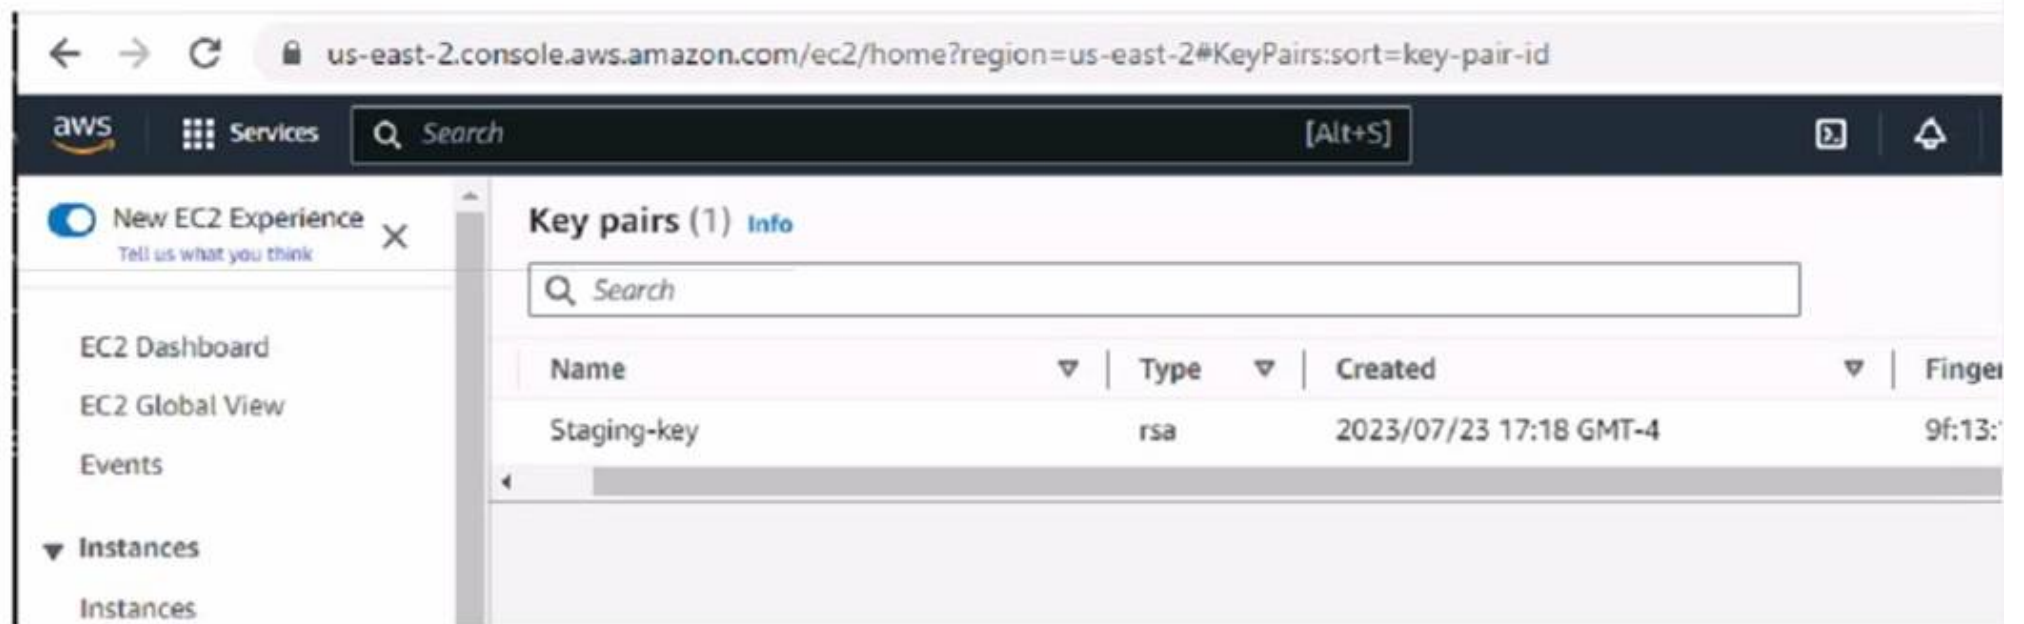 us-east-2.console.aws.amazon.com/ec2/home?region=us-east-2#KeyPairs:sort=key-pair-id
aws Services Search [Alt+S]
New EC2 Experience
Tell us what you think
EC2 Dashboard
EC2 Global View
Events
Instances
Instances
Key pairs (1) Info
Search
Name Type Created Finger
Staging-key rsa 2023/07/23 17:18 GMT-4 9f:13: